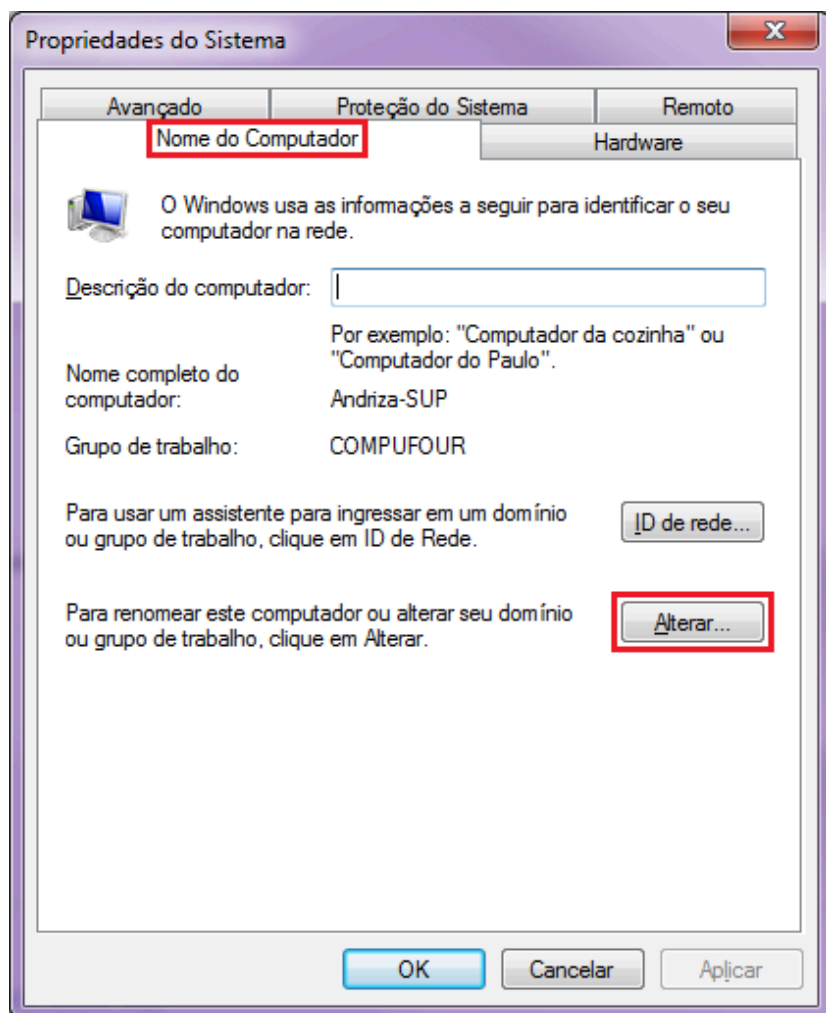 Propriedades do Sistema
Avançado
Proteção do Sistema
Remoto
Nome do Computador
Hardware
O Windows usa as informações a seguir para identificar o seu
computador na rede.
Descrição do computador:
Por exemplo: "Computador da cozinha" ou
"Computador do Paulo".
Nome completo do
computador:
Andriza-SUP
Grupo de trabalho:
COMPUFOUR
Para usar um assistente para ingressar em um domínio
ou grupo de trabalho, clique em ID de Rede.
ID de rede...
Para renomear este computador ou alterar seu domínio
ou grupo de trabalho, clique em Alterar.
Alterar...
OK
Cancelar
Aplicar